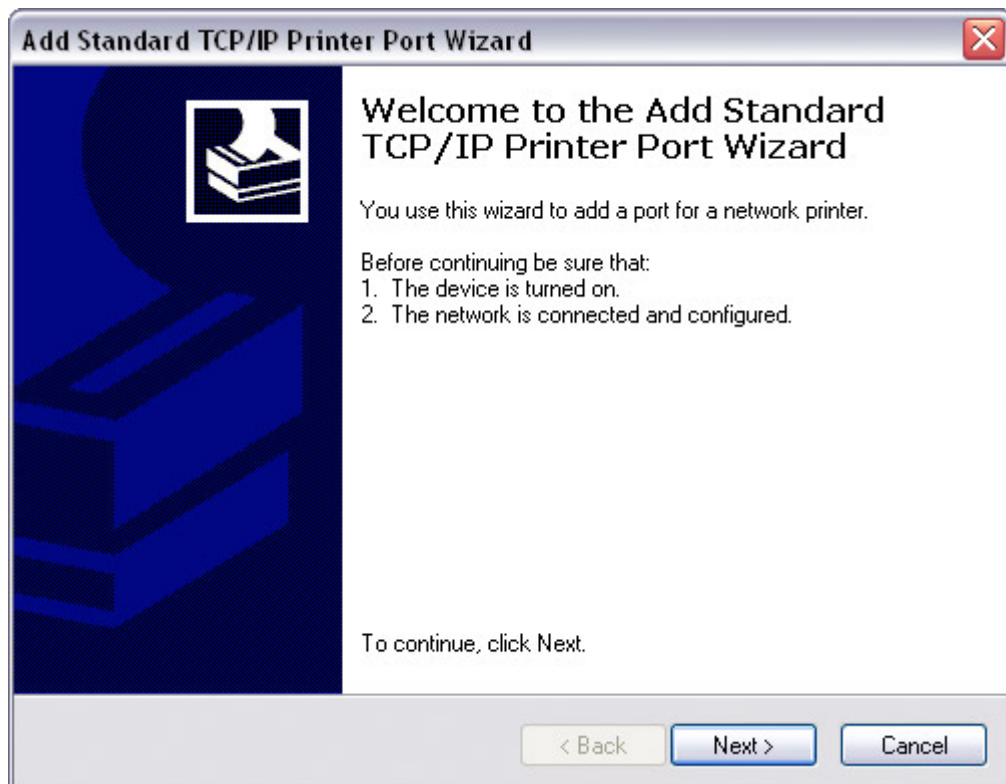 Add Standard TCP/IP Printer Port Wizard
Welcome to the Add Standard
TCP/IP Printer Port Wizard
You use this wizard to add a port for a network printer.
Before continuing be sure that:
1. The device is turned on.
2. The network is connected and configured.
To continue, click Next.
< Back
Next >
Cancel